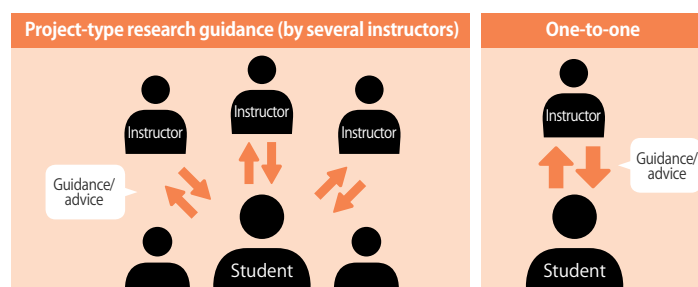 Project-type research guidance (by several instructors)
Instructor
Instructor
Instructor
Guidance/
advice
Student
One-to-one
Instructor
Guidance/
advice
Student